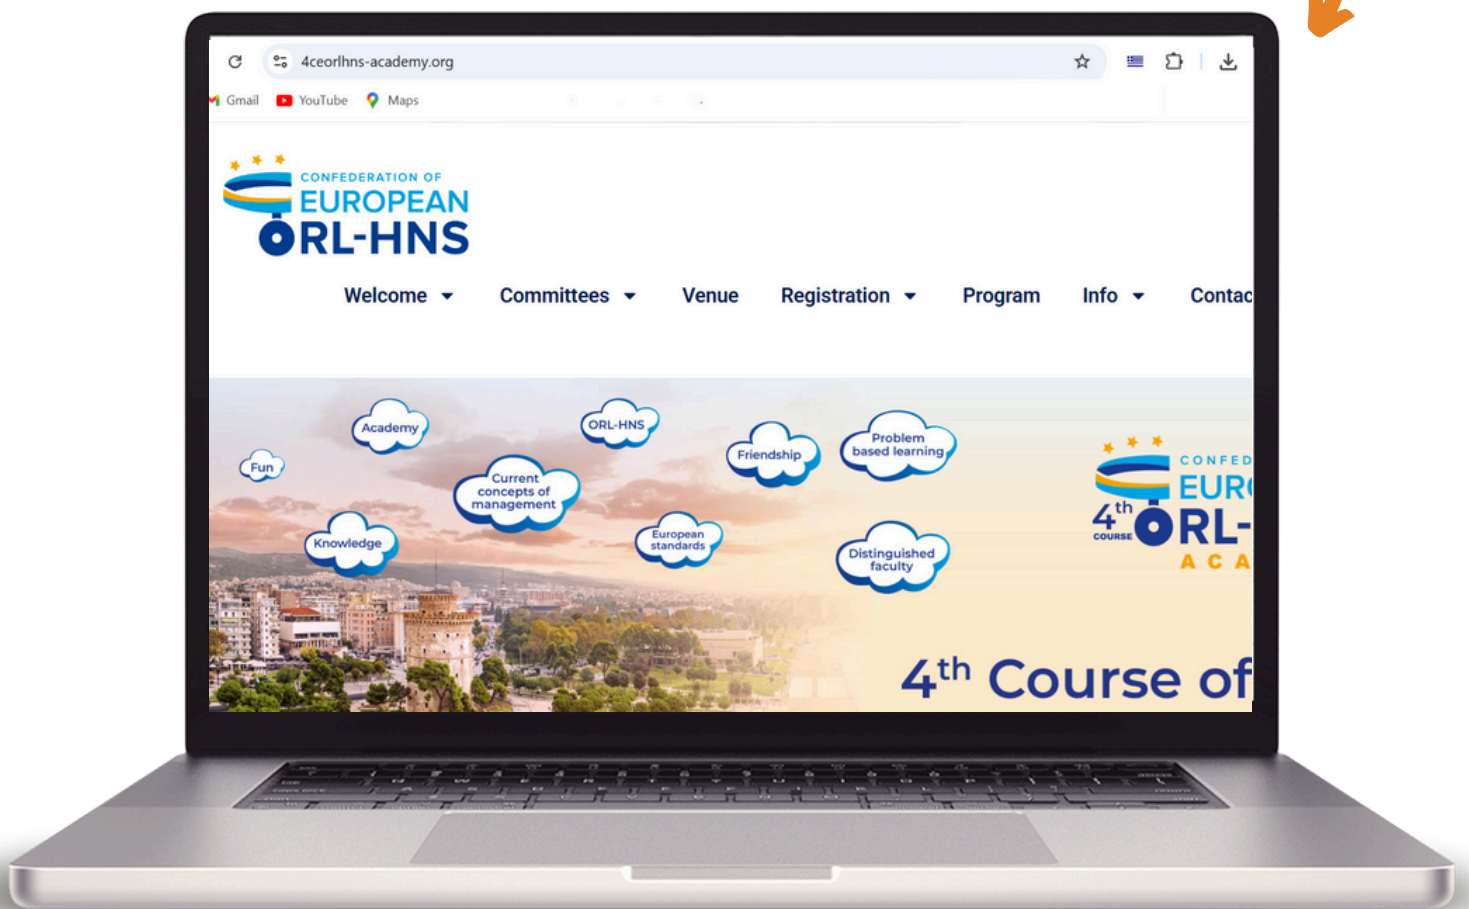 4ceorlhns-academy.org
Gmail YouTube Maps
CONFEDERATION OF
EUROPEAN
ORL-HNS
Welcome Committees Venue Registration Program Info Contac
Academy
ORL-HNS
Fun
Friendship
Problem
based learning
Current
concepts of
management
Knowledge
European
standards
Distinguished
faculty
CONFED
EURO
4th
COURSE
ORL-
ACA
4th Course of